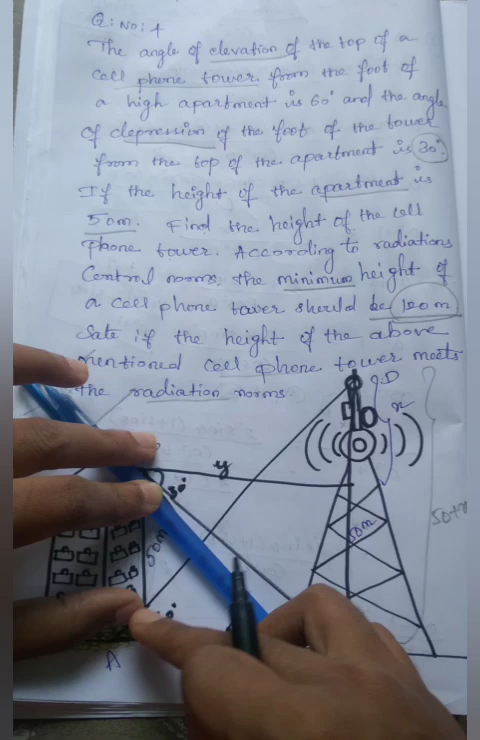 Q: No: 4
The angle of elevation of the top of a
cell phone tower from the foot of
a high apartment is 60° and the angle
of depression of the foot of the tower
from the top of the apartment is 30°.
If the height of the apartment is
50m. Find the height of the cell
phone tower. According to radiations
Control norms, the minimum height of
a cell phone tower should be 120m
Sate if the height of the above
mentioned cell phone tower meets
the radiation norms.
D
x
y
30°
50m
50m
50+x
A